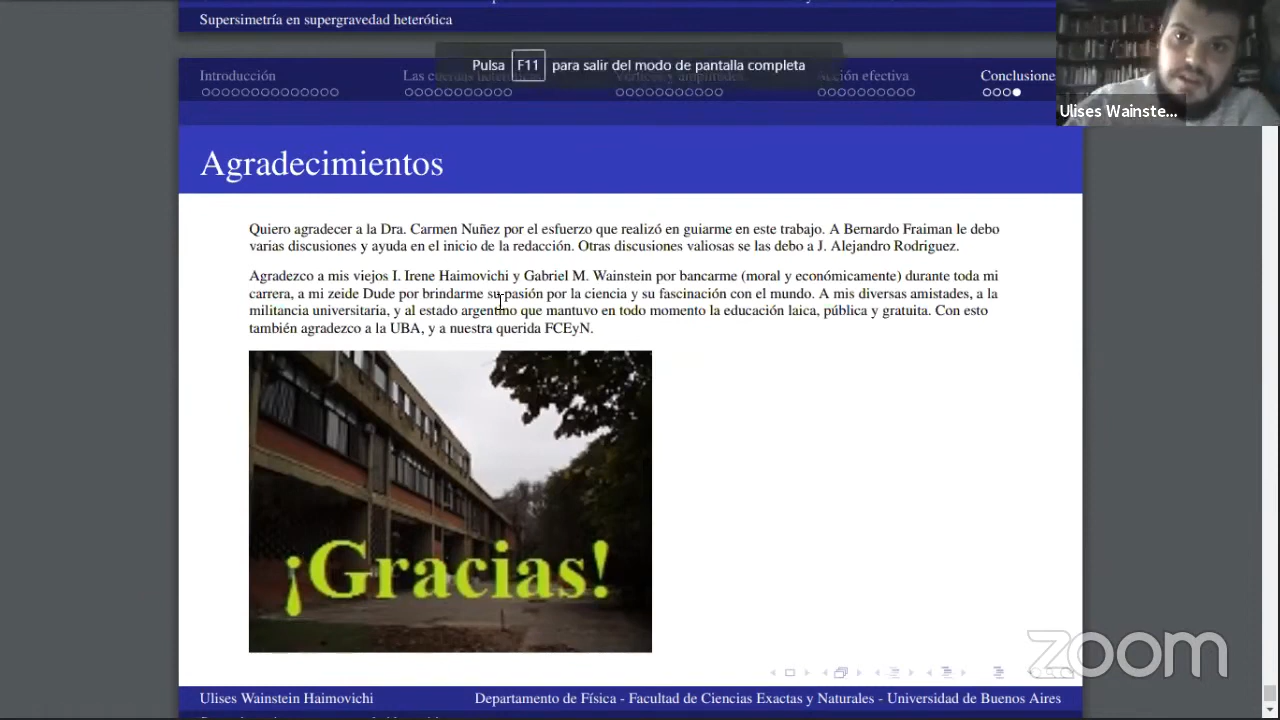 Supersimetría en supergravedad heterótica
Pulsa F11 para salir del modo de pantalla completa
Introducción
Las cuerdas
Vórtices y amplitudes
Acción efectiva
Conclusione
Ulises Wainste...
Agradecimientos
Quiero agradecer a la Dra. Carmen Nuñez por el esfuerzo que realizó en guiarme en este trabajo. A Bernardo Fraiman le debo
varias discusiones y ayuda en el inicio de la redacción. Otras discusiones valiosas se las debo a J. Alejandro Rodriguez.
Agradezco a mis viejos I. Irene Haimovichi y Gabriel M. Wainstein por bancarme (moral y económicamente) durante toda mi
carrera, a mi zeide Dude por brindarme su pasión por la ciencia y su fascinación con el mundo. A mis diversas amistades, a la
militancia universitaria, y al estado argentino que mantuvo en todo momento la educación laica, pública y gratuita. Con esto
también agradezco a la UBA, y a nuestra querida FCEyN.
¡Gracias!
zoom
Ulises Wainstein Haimovichi
Departamento de Física - Facultad de Ciencias Exactas y Naturales - Universidad de Buenos Aires